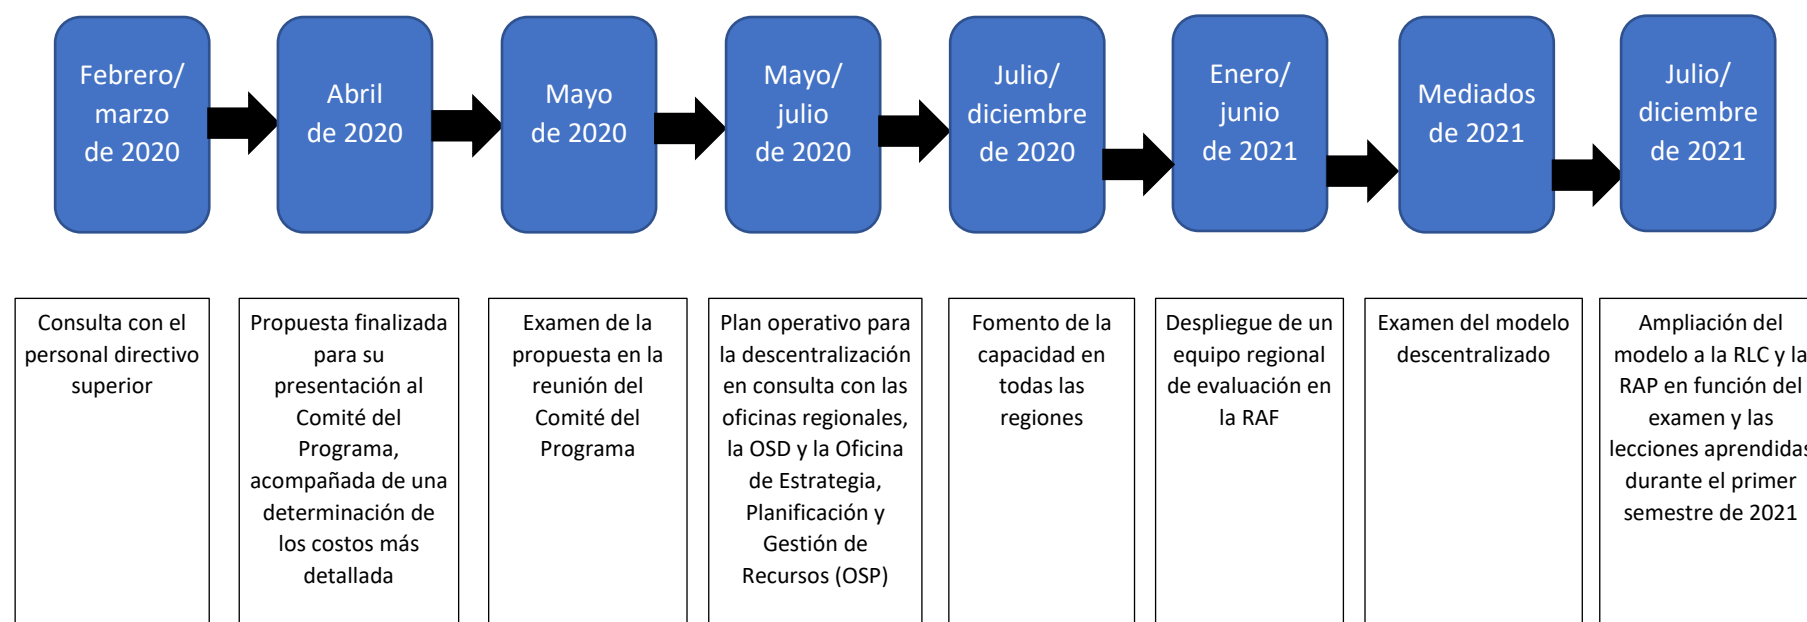 Febrero/
marzo
de 2020
Abril
de 2020
Mayo
de 2020
Mayo/
julio
de 2020
Julio/
diciembre
de 2020
Enero/
junio
de 2021
Mediados
de 2021
Julio/
diciembre
de 2021
Consulta con el
personal directivo
superior
Propuesta finalizada
para su
presentación al
Comité del
Programa,
acompañada de una
determinación de
los costos más
detallada
Examen de la
propuesta en la
reunión del
Comité del
Programa
Plan operativo para
la descentralización
en consulta con las
oficinas regionales,
la OSD y la Oficina
de Estrategia,
Planificación y
Gestión de
Recursos (OSP)
Fomento de la
capacidad en
todas las
regiones
Despliegue de un
equipo regional
de evaluación en
la RAF
Examen del modelo
descentralizado
Ampliación del
modelo a la RLC y la
RAP en función del
examen y las
lecciones aprendidas
durante el primer
semestre de 2021